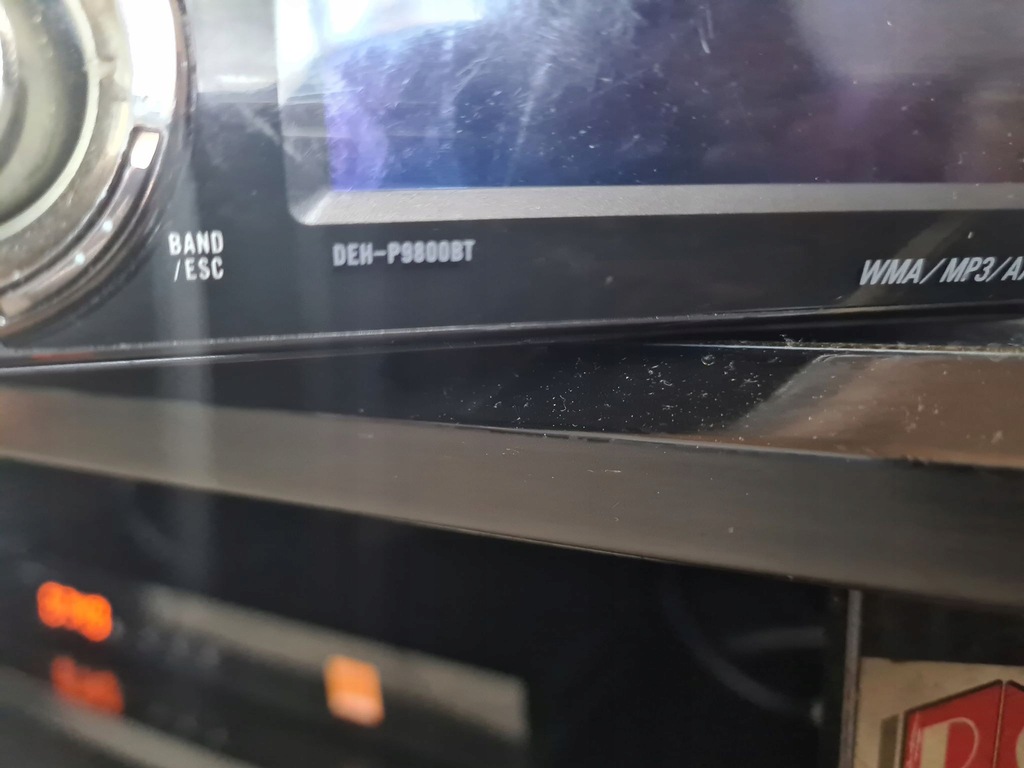 BAND
/ESC
DEH-P9800BT
WMA/MP3/